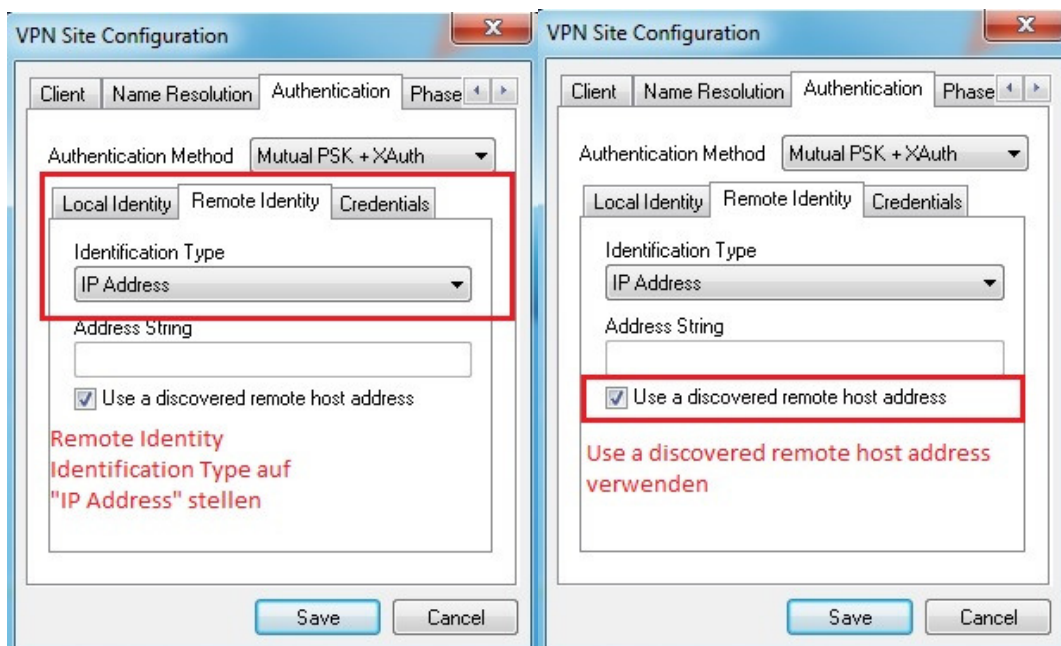 VPN Site Configuration
Client
Name Resolution
Authentication
Phase
Authentication Method
Mutual PSK + XAuth
Local Identity
Remote Identity
Credentials
Identification Type
IP Address
Address String
Use a discovered remote host address
Remote Identity
Identification Type auf
"IP Address" stellen
Save
Cancel
VPN Site Configuration
Client
Name Resolution
Authentication
Phase
Authentication Method
Mutual PSK + XAuth
Local Identity
Remote Identity
Credentials
Identification Type
IP Address
Address String
Use a discovered remote host address
Use a discovered remote host address
verwenden
Save
Cancel